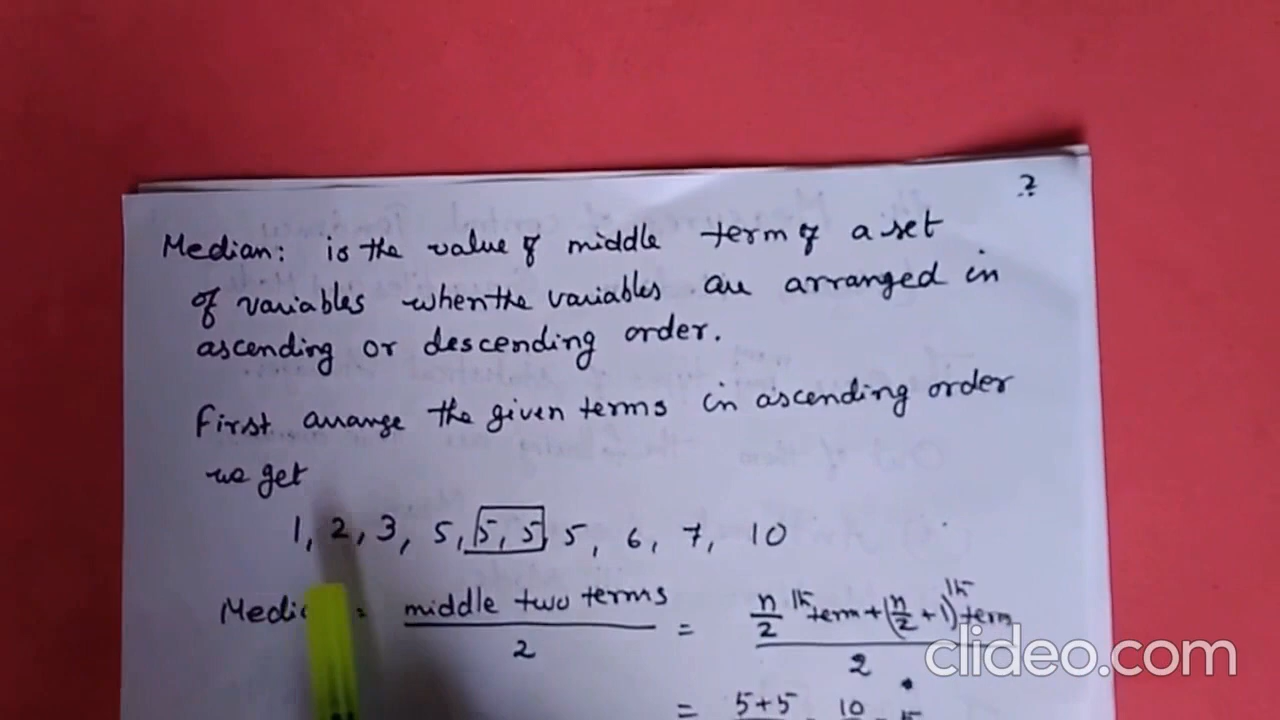 ?
Median: is the value of middle term of a set
of variables when the variables are arranged in
ascending or descending order.
First arrange the given terms in ascending order
we get
1, 2, 3, 5, 5, 5, 5, 6, 7, 10
Medi = middle two terms / 2 = n/2 th term + (n/2 + 1)th term / 2
= 5+5 10 5
clideo.com